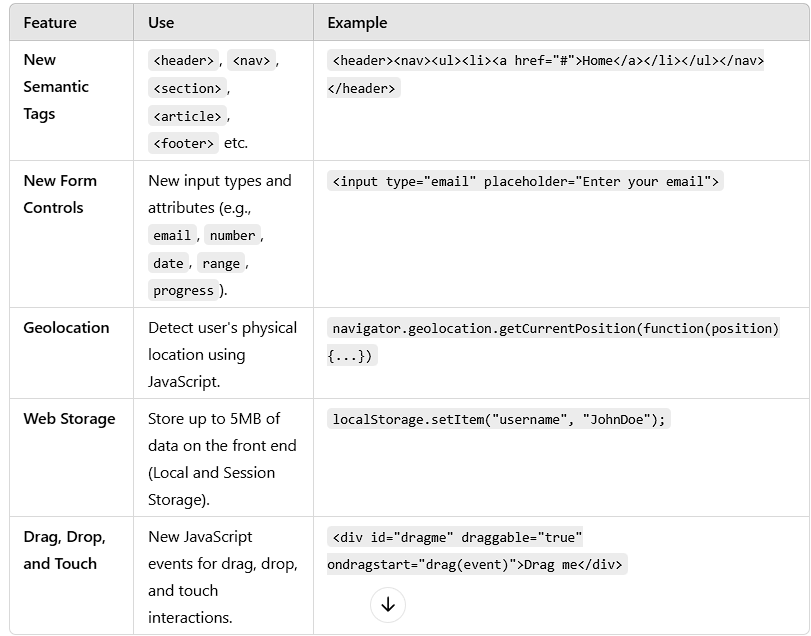 Feature Use Example
New Semantic Tags
<header>, <nav>,
<section>,
<article>,
<footer> etc.
<header><nav><ul><li><a href="#">Home</a></li></ul></nav>
</header>
New Form
Controls
New input types and
attributes (e.g.,
email, number,
date, range,
progress).
<input type="email" placeholder="Enter your email">
Geolocation
Detect user's physical
location using
JavaScript.
navigator.geolocation.getCurrentPosition(function(position)
{...})
Web Storage
Store up to 5MB of
data on the front end
(Local and Session
Storage).
localStorage.setItem("username", "JohnDoe");
Drag, Drop,
and Touch
New JavaScript
events for drag, drop,
and touch
interactions.
<div id="dragme" draggable="true"
ondragstart="drag(event)">Drag me</div>